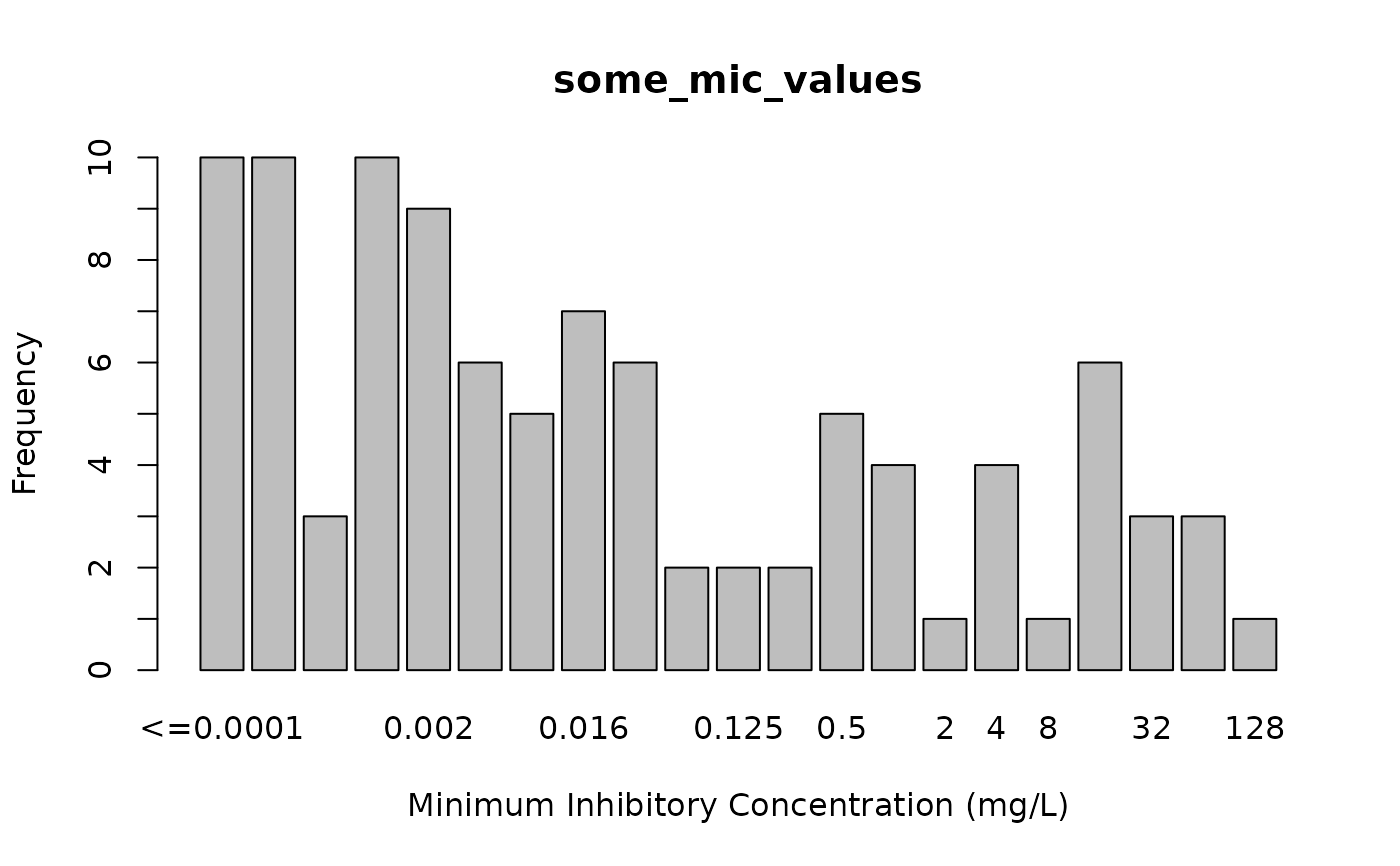 some_mic_values
Frequency
10
8
6
4
2
0
<=0.0001 0.002 0.016 0.125 0.5 2 4 8 32 128
Minimum Inhibitory Concentration (mg/L)